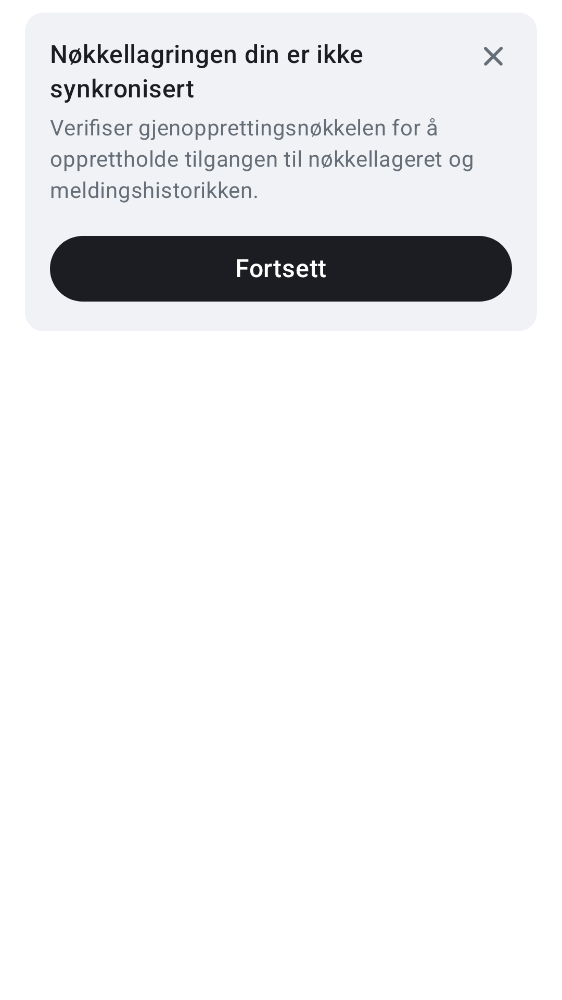 Nøkkellagringen din er ikke
synkronisert
Verifiser gjenopprettingsnøkkelen for å
opprettholde tilgangen til nøkkellageret og
meldingshistorikken.
Fortsett